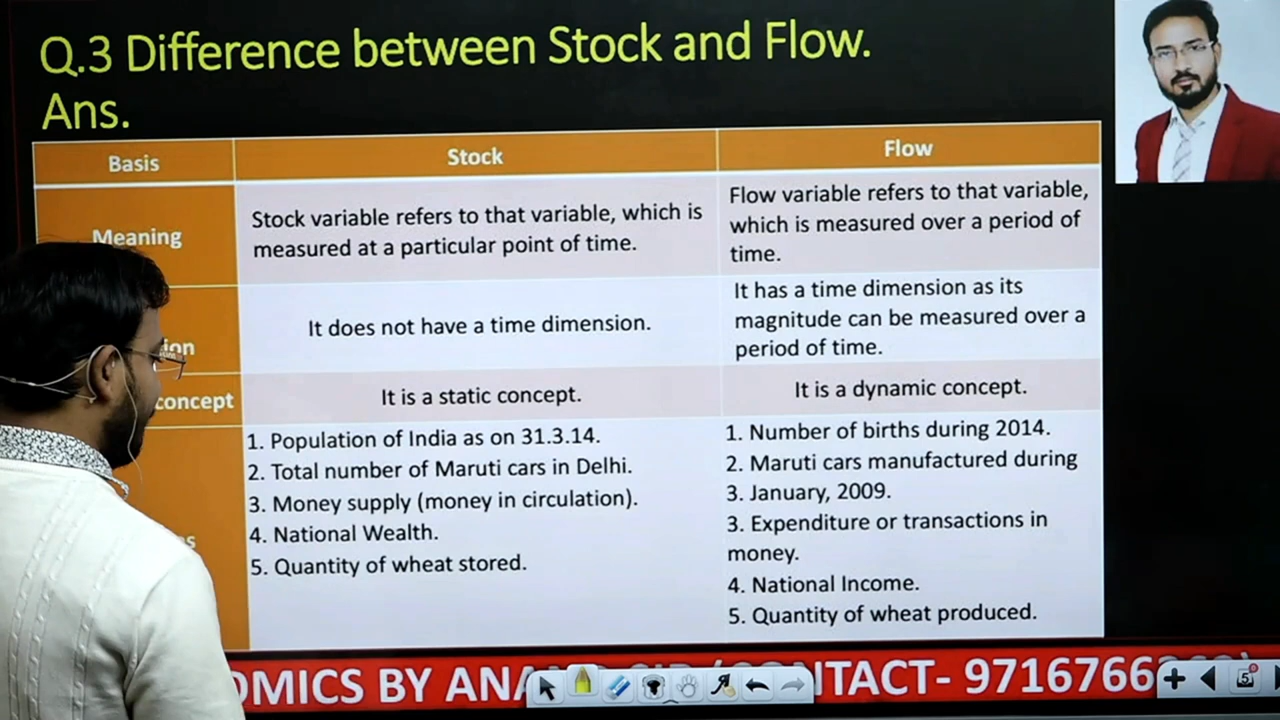 Q.3 Difference between Stock and Flow.
Ans.
Basis
Stock
Flow
Meaning
Stock variable refers to that variable, which is
measured at a particular point of time.
Flow variable refers to that variable,
which is measured over a period of
time.
It does not have a time dimension.
It has a time dimension as its
magnitude can be measured over a
period of time.
concept
It is a static concept.
It is a dynamic concept.
1. Population of India as on 31.3.14.
2. Total number of Maruti cars in Delhi.
3. Money supply (money in circulation).
4. National Wealth.
5. Quantity of wheat stored.
1. Number of births during 2014.
2. Maruti cars manufactured during
3. January, 2009.
3. Expenditure or transactions in
money.
4. National Income.
5. Quantity of wheat produced.
BY